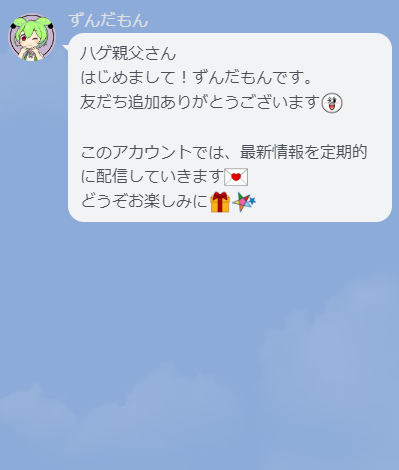 ずんだもん
ハゲ親父さん
はじめまして！ずんだもんです。
友だち追加ありがとうございます
このアカウントでは、最新情報を定期的
に配信していきます
どうぞお楽しみに